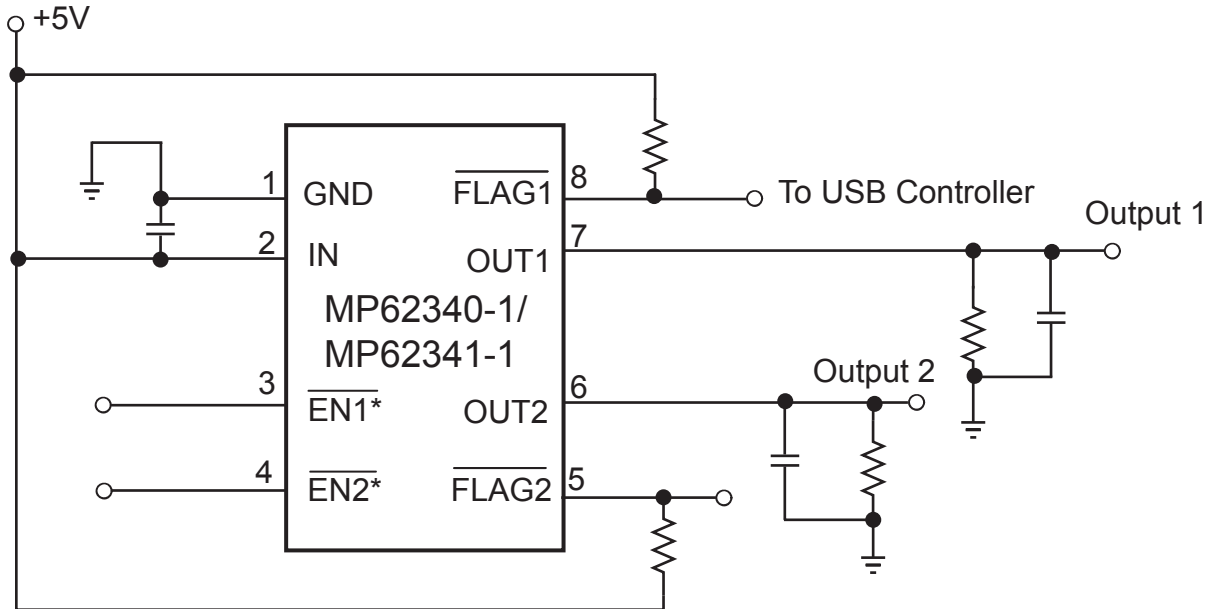 +5V
1
GND
2
IN
MP62340-1/
MP62341-1
3
EN1*
4
EN2*
FLAG1
8
To USB Controller
OUT1
7
Output 1
OUT2
6
Output 2
FLAG2
5